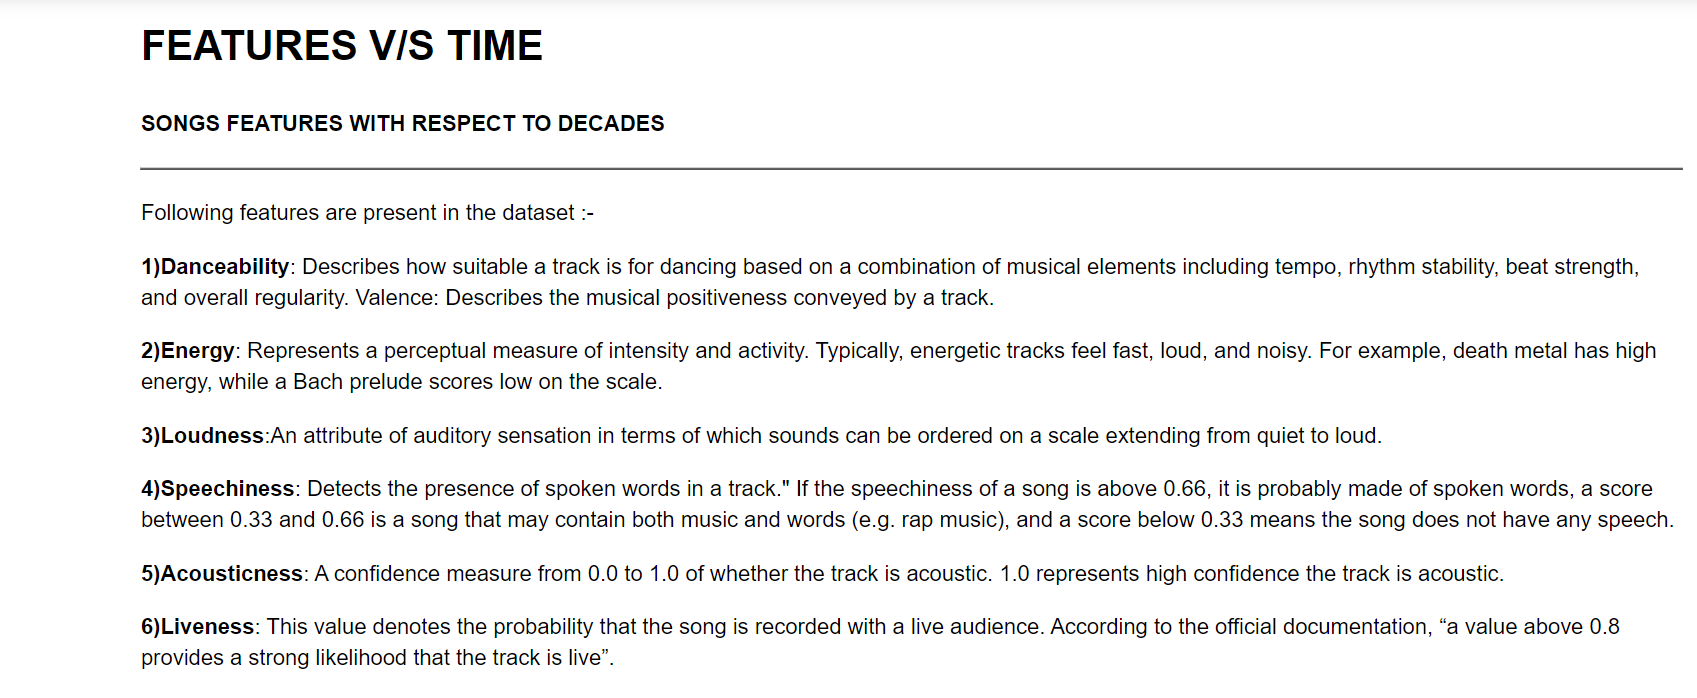 FEATURES V/S TIME
SONGS FEATURES WITH RESPECT TO DECADES
Following features are present in the dataset :-
1)Danceability: Describes how suitable a track is for dancing based on a combination of musical elements including tempo, rhythm stability, beat strength,
and overall regularity. Valence: Describes the musical positiveness conveyed by a track.
2)Energy: Represents a perceptual measure of intensity and activity. Typically, energetic tracks feel fast, loud, and noisy. For example, death metal has high
energy, while a Bach prelude scores low on the scale.
3)Loudness:An attribute of auditory sensation in terms of which sounds can be ordered on a scale extending from quiet to loud.
4)Speechiness: Detects the presence of spoken words in a track." If the speechiness of a song is above 0.66, it is probably made of spoken words, a score
between 0.33 and 0.66 is a song that may contain both music and words (e.g. rap music), and a score below 0.33 means the song does not have any speech.
5)Acousticness: A confidence measure from 0.0 to 1.0 of whether the track is acoustic. 1.0 represents high confidence the track is acoustic.
6)Liveness: This value denotes the probability that the song is recorded with a live audience. According to the official documentation, “a value above 0.8
provides a strong likelihood that the track is live”.